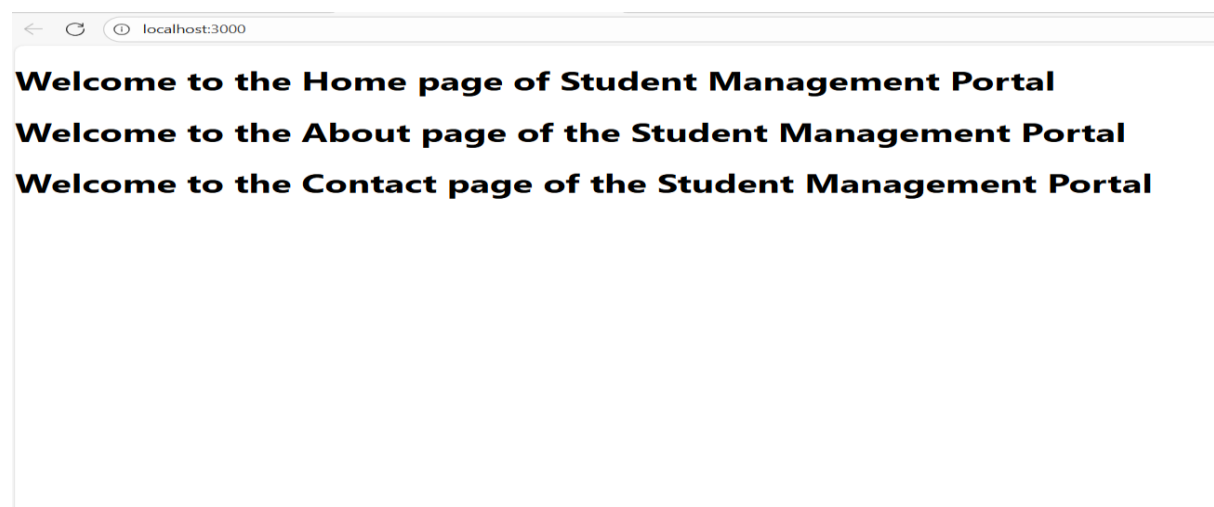 localhost:3000
Welcome to the Home page of Student Management Portal
Welcome to the About page of the Student Management Portal
Welcome to the Contact page of the Student Management Portal